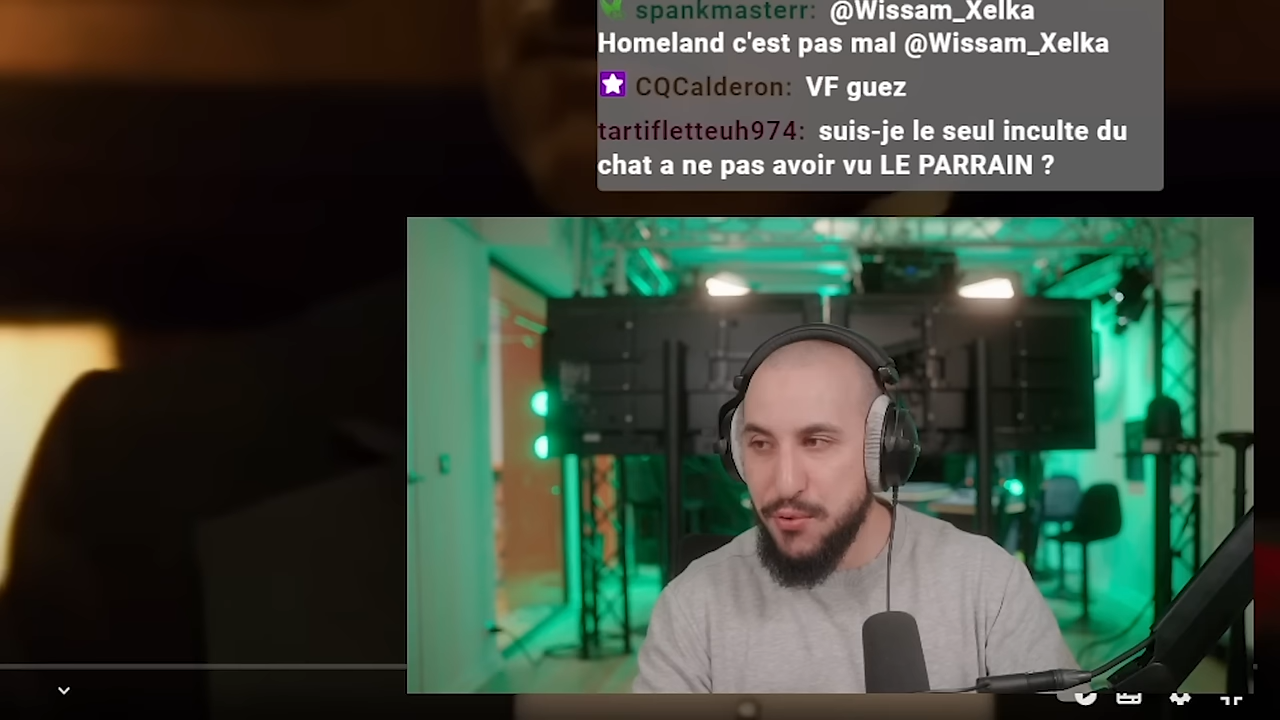 spankmasterr: @Wissam_Xelka
Homeland c'est pas mal @Wissam_Xelka
CQCalderon: VF guez
tartifletteuh974: suis-je le seul inculte du
chat a ne pas avoir vu LE PARRAIN ?